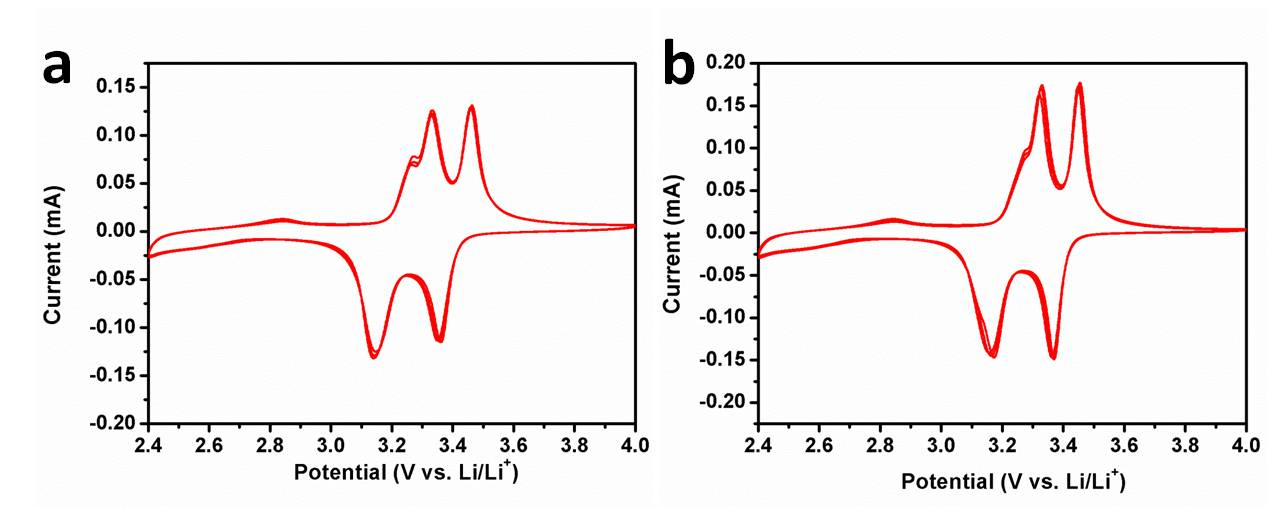 a
0.15
0.10
0.05
0.00
-0.05
-0.10
-0.15
-0.20
Current (mA)
2.4 2.6 2.8 3.0 3.2 3.4 3.6 3.8 4.0
Potential (V vs. Li/Li⁺)
b
0.20
0.15
0.10
0.05
0.00
-0.05
-0.10
-0.15
-0.20
Current (mA)
2.4 2.6 2.8 3.0 3.2 3.4 3.6 3.8 4.0
Potential (V vs. Li/Li⁺)